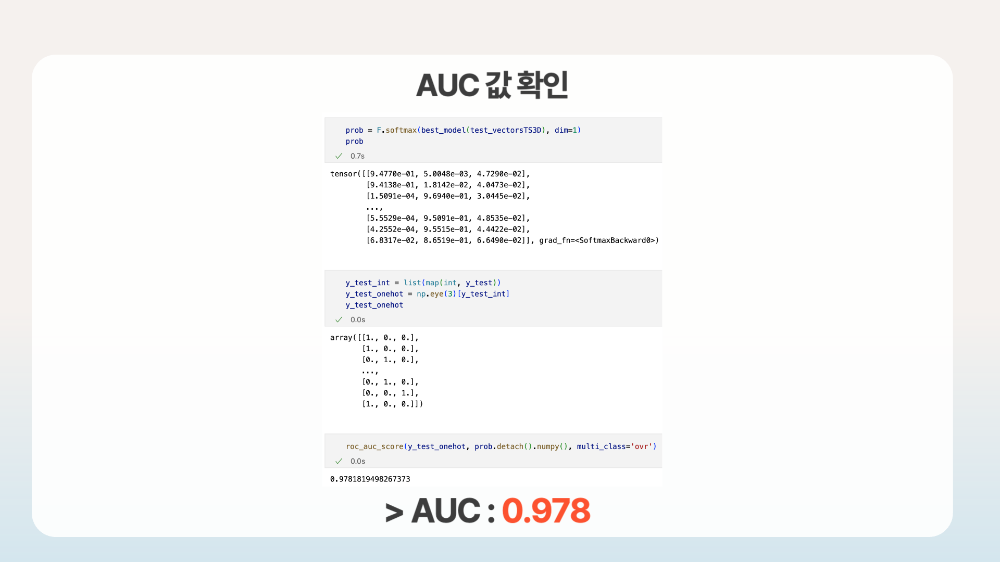 AUC 값 확인
prob = F.softmax(best_model(test_vectorsTS3D), dim=1)
prob
0.7s
tensor([[9.4770e-01, 5.0048e-03, 4.7290e-02],
[9.4138e-01, 1.8142e-02, 4.0473e-02],
[1.5091e-04, 9.6940e-01, 3.0445e-02],
...,
[5.5529e-04, 9.5091e-01, 4.8535e-02],
[4.2552e-04, 9.5515e-01, 4.4422e-02],
[6.8317e-02, 8.6519e-01, 6.6490e-02]], grad_fn=<SoftmaxBackward0>)
y_test_int = list(map(int, y_test))
y_test_onehot = np.eye(3)[y_test_int]
y_test_onehot
0.0s
array([[1., 0., 0.],
[1., 0., 0.],
[0., 1., 0.],
...,
[0., 1., 0.],
[0., 0., 1.],
[1., 0., 0.]])
roc_auc_score(y_test_onehot, prob.detach().numpy(), multi_class='ovr')
0.0s
0.9781819498267373
> AUC : 0.978